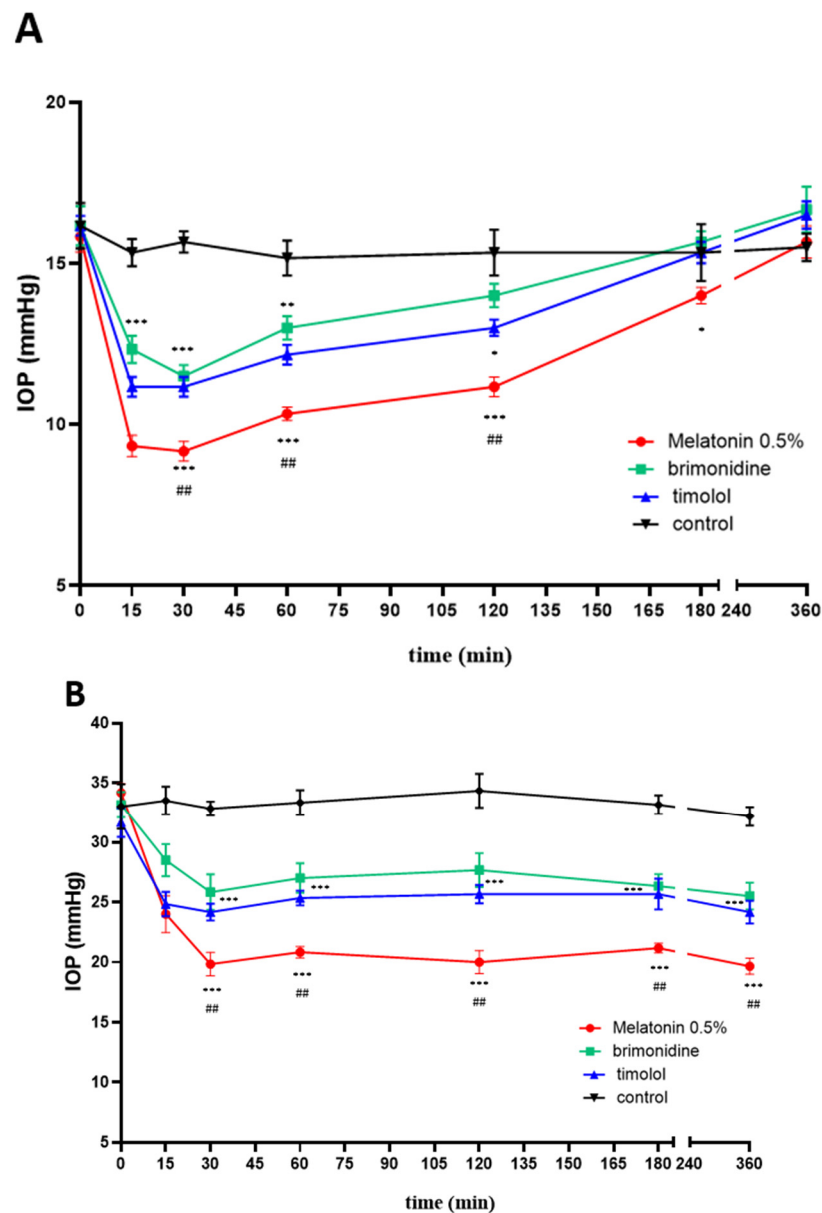 A
20
15
10
5
IOP (mmHg)
***
***
**
*
*
***
##
***
##
***
##
Melatonin 0.5%
brimonidine
timolol
control
0 15 30 45 60 75 90 105 120 135 150 165 180 240 360
time (min)
B
40
35
30
25
20
15
10
5
IOP (mmHg)
***
***
***
***
***
***
***
***
***
***
##
##
##
##
##
Melatonin 0.5%
brimonidine
timolol
control
0 15 30 45 60 75 90 105 120 135 150 165 180 240 360
time (min)